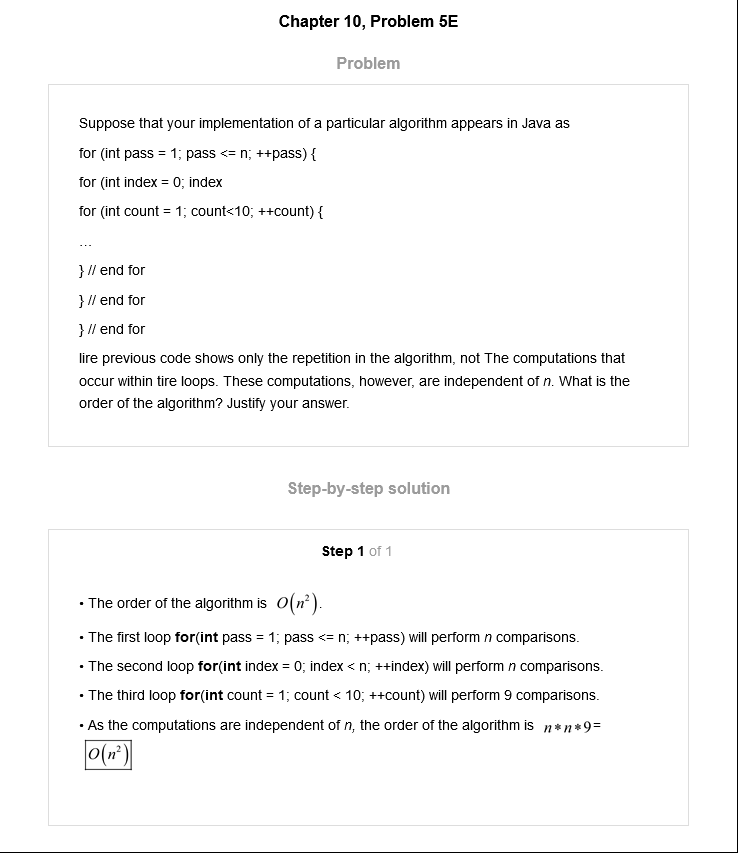 Chapter 10, Problem 5E
Problem
Suppose that your implementation of a particular algorithm appears in Java as
for (int pass = 1; pass <= n; ++pass) {
for (int index = 0; index
for (int count = 1; count<10; ++count) {
...
} // end for
} // end for
} // end for
lire previous code shows only the repetition in the algorithm, not The computations that
occur within tire loops. These computations, however, are independent of n. What is the
order of the algorithm? Justify your answer.
Step-by-step solution
Step 1 of 1
• The order of the algorithm is O(n²).
• The first loop for(int pass = 1; pass <= n; ++pass) will perform n comparisons.
• The second loop for(int index = 0; index < n; ++index) will perform n comparisons.
• The third loop for(int count = 1; count < 10; ++count) will perform 9 comparisons.
• As the computations are independent of n, the order of the algorithm is n*n*9=
O(n²)